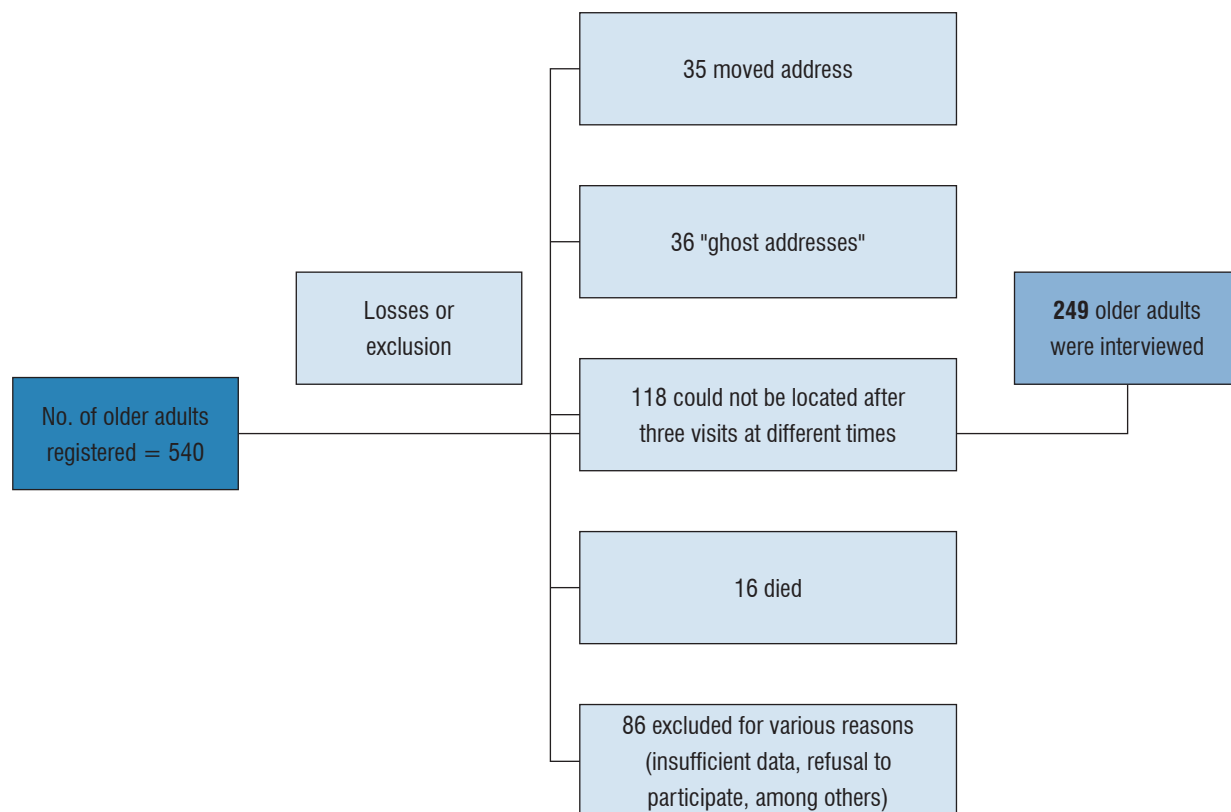 35 moved address
36 "ghost addresses"
Losses or
exclusion
249 older adults
were interviewed
118 could not be located after
three visits at different times
No. of older adults
registered = 540
16 died
86 excluded for various reasons
(insufficient data, refusal to
participate, among others)